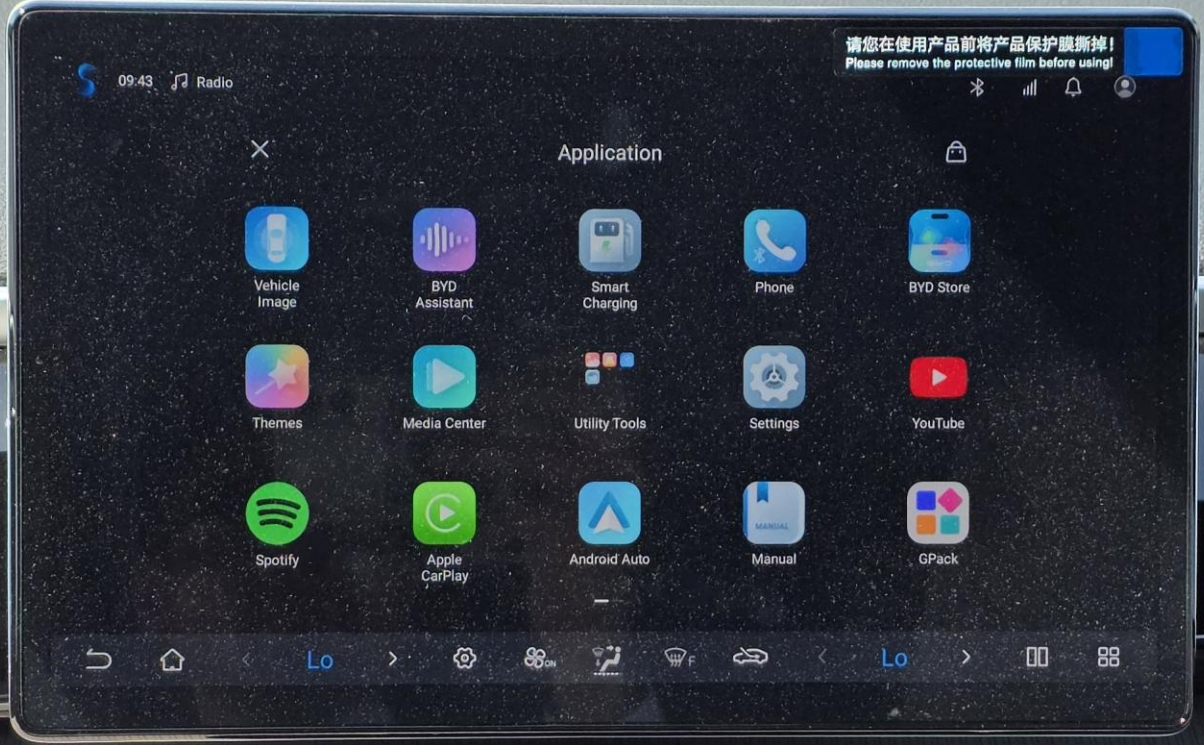 请您在使用产品前将产品保护膜撕掉!
Please remove the protective film before using!
09:43 Radio
Application
Vehicle
Image
BYD
Assistant
Smart
Charging
Phone
BYD Store
Themes
Media Center
Utility Tools
Settings
YouTube
MANUAL
Spotify
Apple
CarPlay
Android Auto
Manual
GPack
Lo
ON
F
Lo